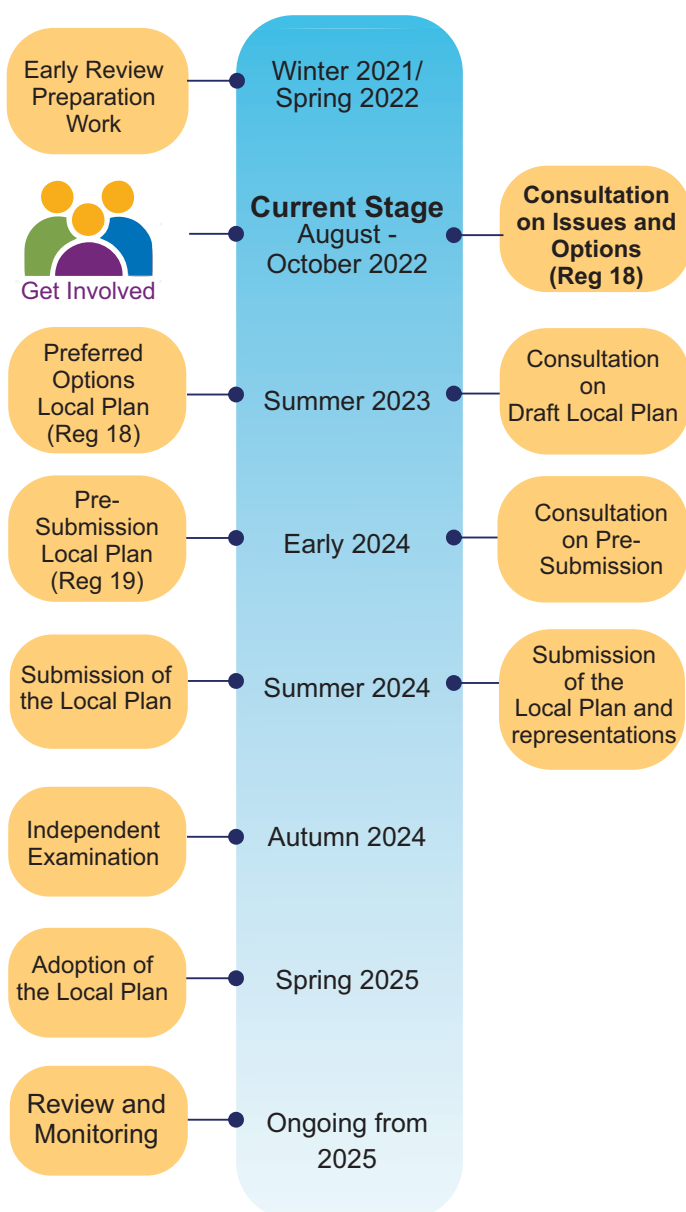 Early Review
Preparation
Work
Winter 2021/
Spring 2022
Get Involved
Current Stage
August -
October 2022
Consultation
on Issues and
Options
(Reg 18)
Preferred
Options
Local Plan
(Reg 18)
Summer 2023
Consultation
on
Draft Local Plan
Pre-
Submission
Local Plan
(Reg 19)
Early 2024
Consultation
on Pre-
Submission
Submission of
the Local Plan
Summer 2024
Submission
of the
Local Plan and
representations
Independent
Examination
Autumn 2024
Adoption of
the Local Plan
Spring 2025
Review and
Monitoring
Ongoing from
2025